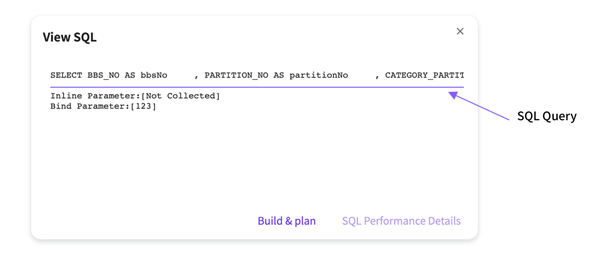 View SQL
SELECT BBS_NO AS bbsNo , PARTITION_NO AS partitionNo , CATEGORY_PARTIT
Inline Parameter:[Not Collected]
Bind Parameter:[123]
SQL Query
Build & plan SQL Performance Details